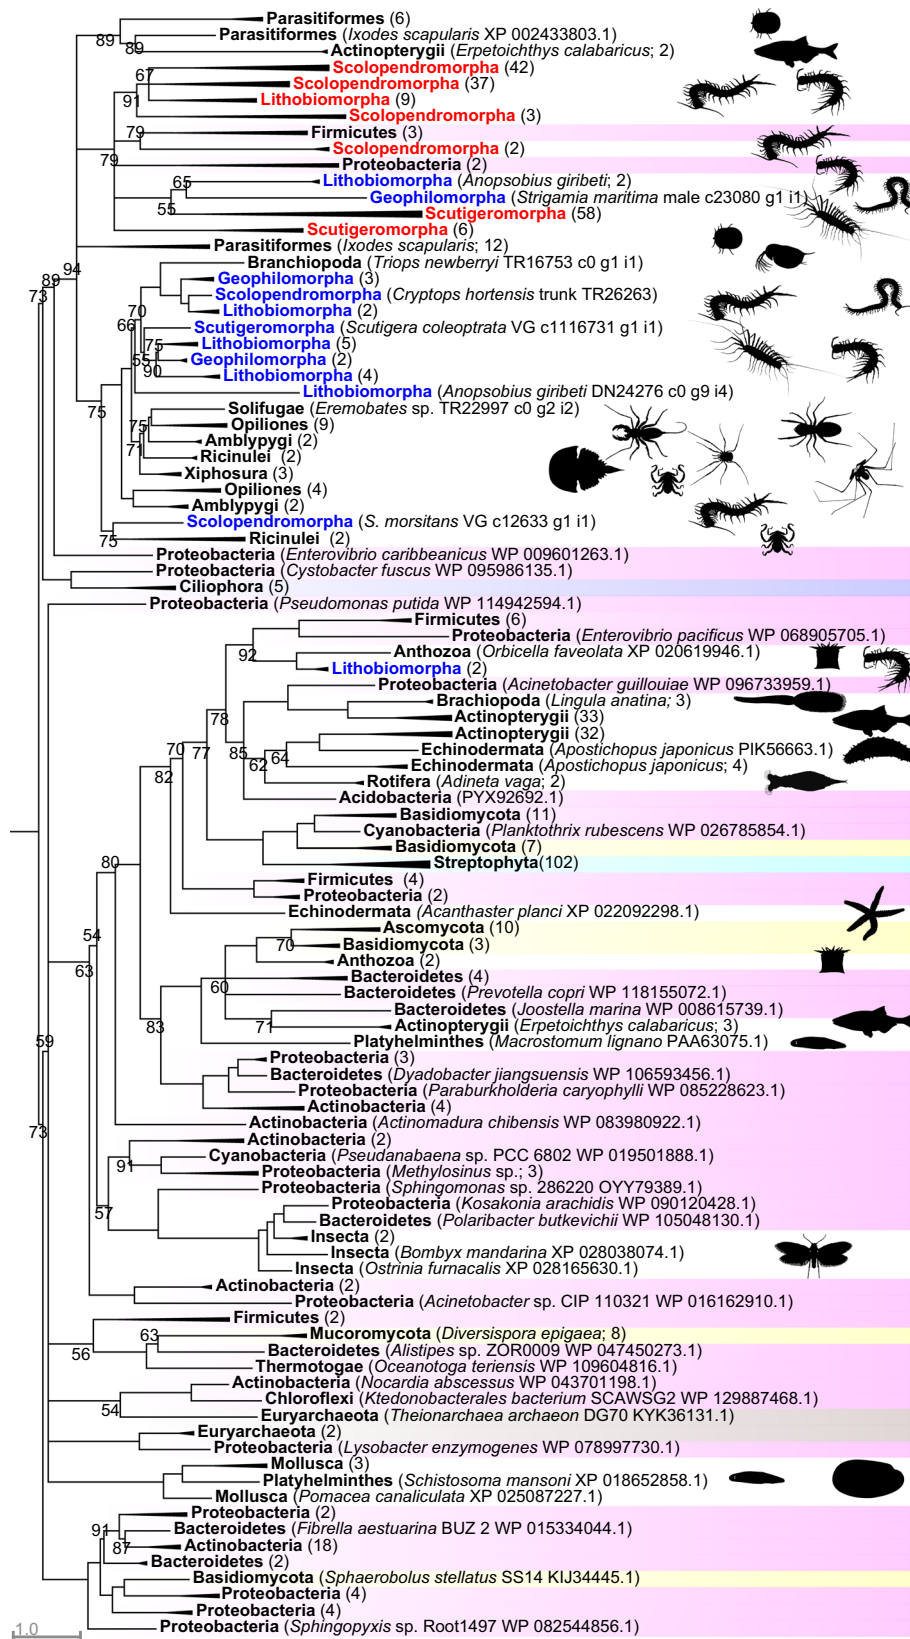 Parasitiformes (6)
Parasitiformes (Ixodes scapularis XP 002433803.1)
89
89
Actinopterygii (Erpetoichthys calabaricus; 2)
Scolopendromorpha (42)
67
Scolopendromorpha (37)
91
Lithobiomorpha (9)
Scolopendromorpha (3)
79
Firmicutes (3)
Scolopendromorpha (2)
79
Proteobacteria (2)
65
Lithobiomorpha (Anopsobius giribeti; 2)
Geophilomorpha (Strigamia maritima male c23080 g1 i1)
55
Scutigeromorpha (58)
Scutigeromorpha (6)
Parasitiformes (Ixodes scapularis; 12)
Branchiopoda (Triops newberryi TR16753 c0 g1 i1)
94
89
Geophilomorpha (3)
73
Scolopendromorpha (Cryptops hortensis trunk TR26263)
70
Lithobiomorpha (2)
66
Scutigeromorpha (Scutigera coleoptrata VG c1116731 g1 i1)
75
Lithobiomorpha (5)
55
Geophilomorpha (2)
90
Lithobiomorpha (4)
Lithobiomorpha (Anopsobius giribeti DN24276 c0 g9 i4)
75
Solifugae (Eremobates sp. TR22997 c0 g2 i2)
75
Opiliones (9)
Amblypygi (2)
71
Ricinulei (2)
Xiphosura (3)
Opiliones (4)
Amblypygi (2)
Scolopendromorpha (S. morsitans VG c12633 g1 i1)
75
Ricinulei (2)
Proteobacteria (Enterovibrio caribbeanicus WP 009601263.1)
Proteobacteria (Cystobacter fuscus WP 095986135.1)
Ciliophora (5)
Proteobacteria (Pseudomonas putida WP 114942594.1)
Firmicutes (6)
Proteobacteria (Enterovibrio pacificus WP 068905705.1)
92
Anthozoa (Orbicella faveolata XP 020619946.1)
Lithobiomorpha (2)
Proteobacteria (Acinetobacter guillouiae WP 096733959.1)
Brachiopoda (Lingula anatina; 3)
78
Actinopterygii (33)
Actinopterygii (32)
70
77
85
Echinodermata (Apostichopus japonicus PIK56663.1)
62
64
Echinodermata (Apostichopus japonicus; 4)
82
Rotifera (Adineta vaga; 2)
Acidobacteria (PYX92692.1)
Basidiomycota (11)
Cyanobacteria (Planktothrix rubescens WP 026785854.1)
Basidiomycota (7)
80
Streptophyta(102)
Firmicutes (4)
Proteobacteria (2)
Echinodermata (Acanthaster planci XP 022092298.1)
Ascomycota (10)
54
70
Basidiomycota (3)
Anthozoa (2)
63
Bacteroidetes (4)
60
Bacteroidetes (Prevotella copri WP 118155072.1)
Bacteroidetes (Joostella marina WP 008615739.1)
83
71
Actinopterygii (Erpetoichthys calabaricus; 3)
59
Platyhelminthes (Macrostomum lignano PAA63075.1)
Proteobacteria (3)
Bacteroidetes (Dyadobacter jiangsuensis WP 106593456.1)
Proteobacteria (Paraburkholderia caryophylli WP 085228623.1)
Actinobacteria (4)
Actinobacteria (Actinomadura chibensis WP 083980922.1)
73
Actinobacteria (2)
Cyanobacteria (Pseudanabaena sp. PCC 6802 WP 019501888.1)
91
Proteobacteria (Methylosinus sp.; 3)
Proteobacteria (Sphingomonas sp. 286220 OYY79389.1)
57
Proteobacteria (Kosakonia arachidis WP 090120428.1)
Bacteroidetes (Polaribacter butkevichii WP 105048130.1)
Insecta (2)
Insecta (Bombyx mandarina XP 028038074.1)
Insecta (Ostrinia furnacalis XP 028165630.1)
Actinobacteria (2)
Proteobacteria (Acinetobacter sp. CIP 110321 WP 016162910.1)
Firmicutes (2)
63
Mucoromycota (Diversispora epigaea; 8)
56
Bacteroidetes (Alistipes sp. ZOR0009 WP 047450273.1)
Thermotogae (Oceanotoga teriensis WP 109604816.1)
Actinobacteria (Nocardia abscessus WP 043701198.1)
Chloroflexi (Ktedonobacterales bacterium SCAWSG2 WP 129887468.1)
54
Euryarchaeota (Theionarchaea archaeon DG70 KYK36131.1)
Euryarchaeota (2)
Proteobacteria (Lysobacter enzymogenes WP 078997730.1)
Mollusca (3)
Platyhelminthes (Schistosoma mansoni XP 018652858.1)
Mollusca (Pomacea canaliculata XP 025087227.1)
Proteobacteria (2)
91
Bacteroidetes (Fibrella aestuarina BUZ 2 WP 015334044.1)
87
Actinobacteria (18)
Bacteroidetes (2)
Basidiomycota (Sphaerobolus stellatus SS14 KIJ34445.1)
Proteobacteria (4)
Proteobacteria (4)
Proteobacteria (Sphingopyxis sp. Root1497 WP 082544856.1)
1.0